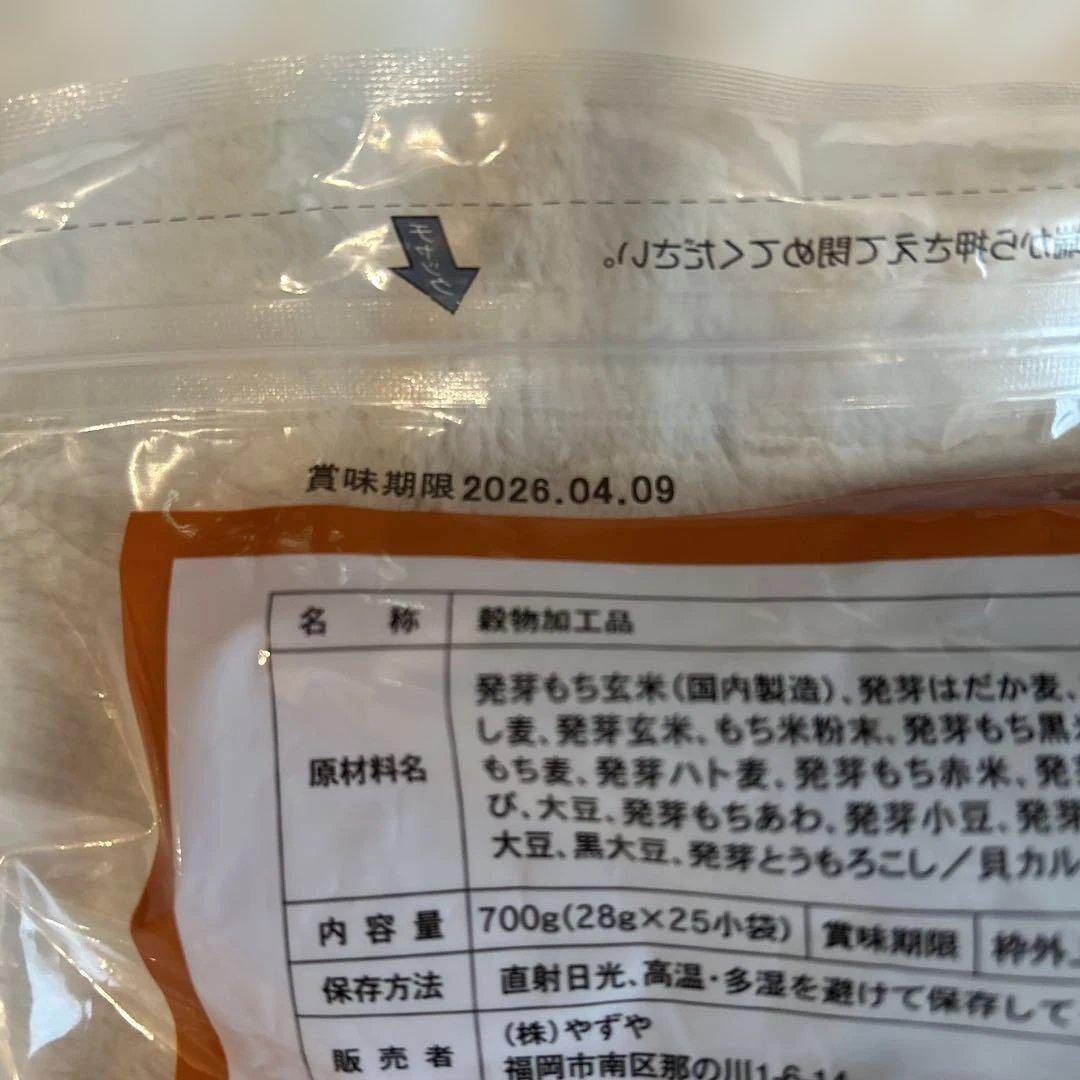 から押さえて閉めてください。
チャック
賞味期限2026.04.09
名 称 穀物加工品
原材料名 発芽もち玄米(国内製造)、発芽はだか麦、
し麦、発芽玄米、もち米粉末、発芽もち黒
もち麦、発芽ハト麦、発芽もち赤米、発
び、大豆、発芽もちあわ、発芽小豆、発芽
大豆、黒大豆、発芽とうもろこし/貝カル
内容量 700g(28g×25小袋) 賞味期限 枠外
保存方法 直射日光、高温・多湿を避けて保存して
販売者 (株)やずや
福岡市南区那の川1-6-14